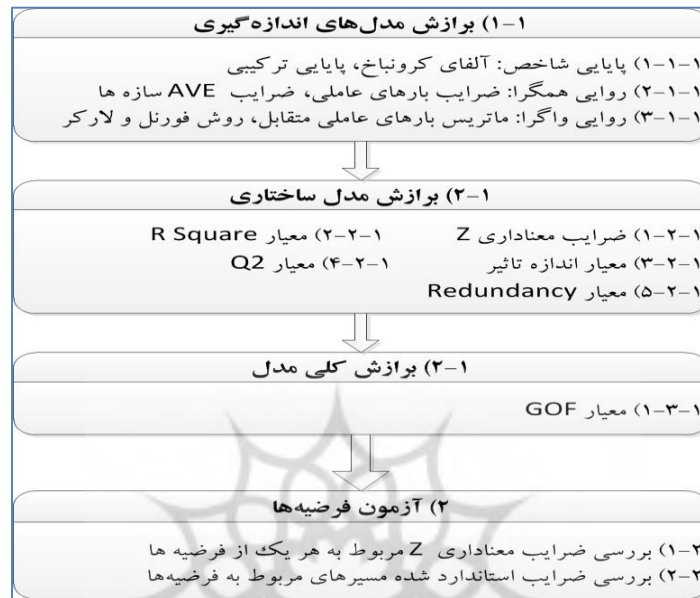 ۱-۱) برازش مدل‌های اندازه‌گیری
۱-۱-۱) پایایی شاخص: آلفای کرونباخ، پایایی ترکیبی
۲-۱-۱) روایی همگرا: ضرایب بارهای عاملی، ضرایب AVE سازه ها
۳-۱-۱) روایی واگرا: ماتریس بارهای عاملی متقابل، روش فورنل و لارکر
۲-۱) برازش مدل ساختاری
۱-۲-۱) ضرایب معناداری Z ۲-۲-۱) معیار R Square
۳-۲-۱) معیار اندازه تاثیر ۴-۲-۱) معیار Q2
۵-۲-۱) معیار Redundancy
۲-۱) برازش کلی مدل
۱-۳-۱) معیار GOF
۲) آزمون فرضیه‌ها
۱-۲) بررسی ضرایب معناداری Z مربوط به هر یک از فرضیه ها
۲-۲) بررسی ضرایب استاندارد شده مسیرهای مربوط به فرضیه‌ها